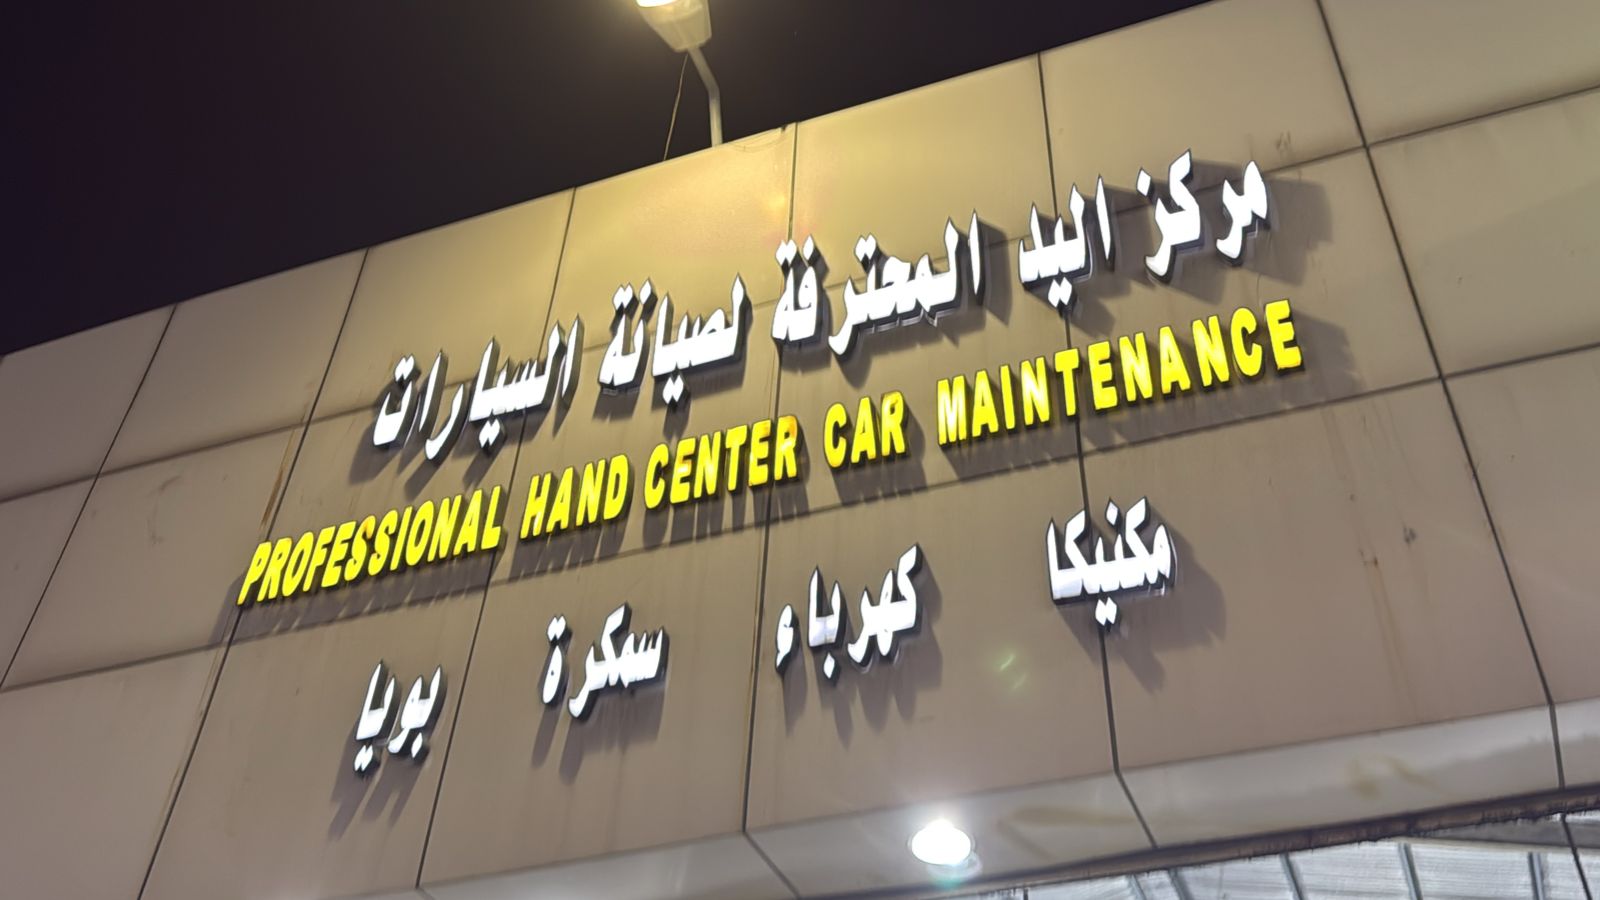 مركز اليد المحترفة لصيانة السيارات
PROFESSIONAL HAND CENTER CAR MAINTENANCE
مكنيكا كهرباء سمكرة بويا